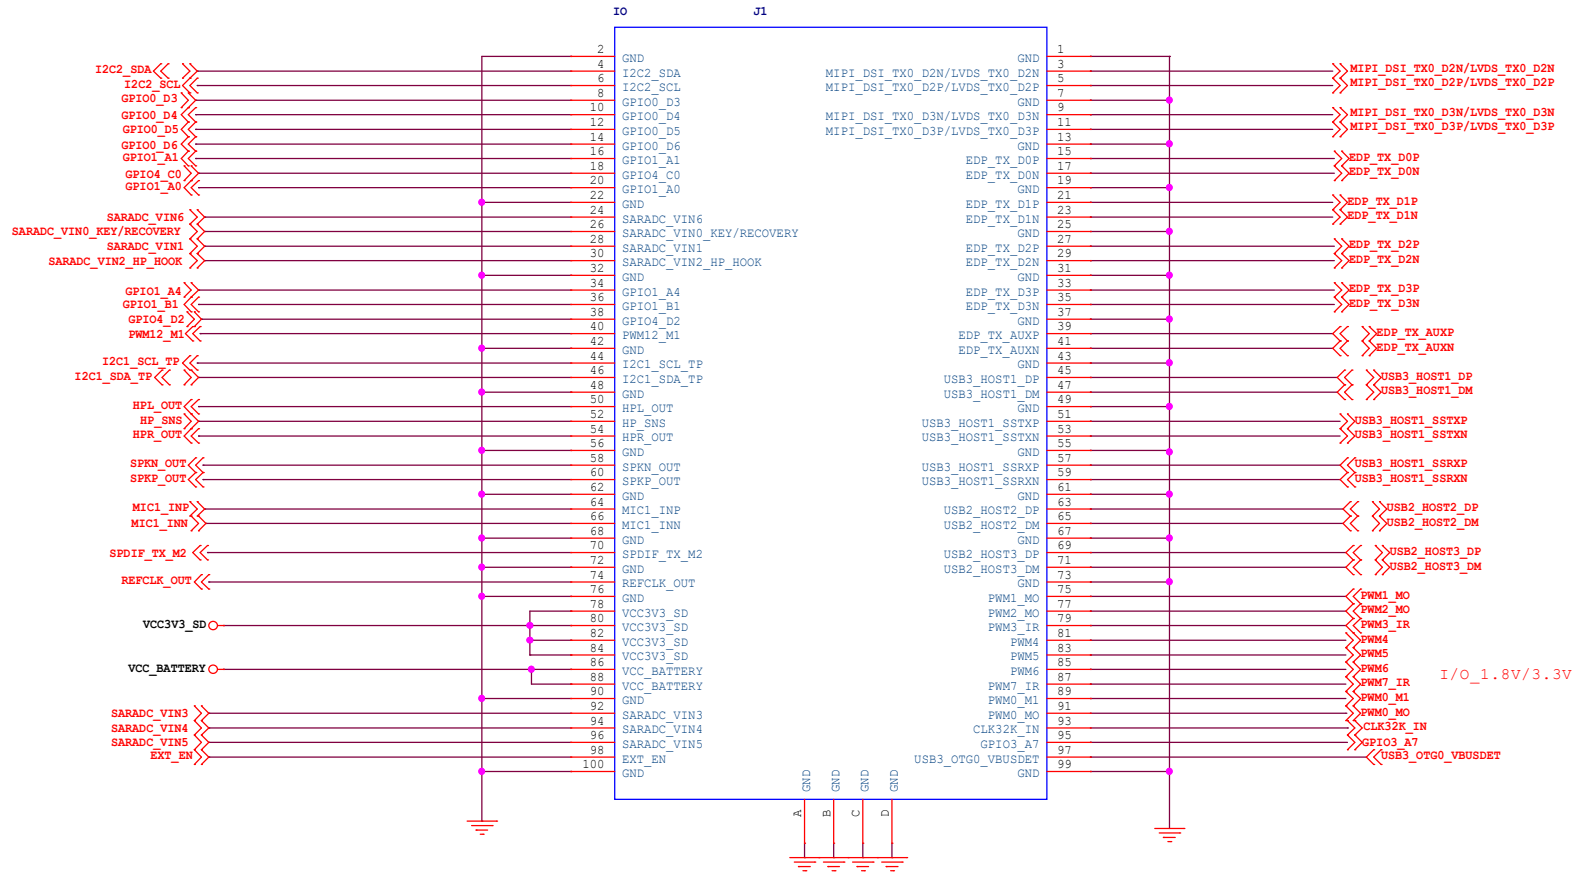 IO J1
2 GND
4 I2C2_SDA I2C2_SDA
6 I2C2_SCL I2C2_SCL
8 GPIO0_D3 GPIO0_D3
10 GPIO0_D4 GPIO0_D4
12 GPIO0_D5 GPIO0_D5
14 GPIO0_D6 GPIO0_D6
16 GPIO1_A1 GPIO1_A1
18 GPIO4_C0 GPIO4_C0
20 GPIO1_A0 GPIO1_A0
22 GND
SARADC_VIN6 24 SARADC_VIN6
SARADC_VIN0_KEY/RECOVERY 26 SARADC_VIN0_KEY/RECOVERY
SARADC_VIN1 28 SARADC_VIN1
SARADC_VIN2_HP_HOOK 30 SARADC_VIN2_HP_HOOK
32 GND
GPIO1_A4 34 GPIO1_A4
GPIO1_B1 36 GPIO1_B1
GPIO4_D2 38 GPIO4_D2
PWM12_M1 40 PWM12_M1
42 GND
I2C1_SCL_TP 44 I2C1_SCL_TP
I2C1_SDA_TP 46 I2C1_SDA_TP
48 GND
HPL_OUT 50 HPL_OUT
HP_SNS 52 HP_SNS
HPR_OUT 54 HPR_OUT
56 GND
SPKN_OUT 58 SPKN_OUT
SPKP_OUT 60 SPKP_OUT
62 GND
MIC1_INP 64 MIC1_INP
MIC1_INN 66 MIC1_INN
68 GND
SPDIF_TX_M2 70 SPDIF_TX_M2
72 GND
REFCLK_OUT 74 REFCLK_OUT
76 GND
78 VCC3V3_SD
VCC3V3_SD 80 VCC3V3_SD
82 VCC3V3_SD
84 VCC3V3_SD
VCC_BATTERY 86 VCC_BATTERY
88 VCC_BATTERY
90 GND
SARADC_VIN3 92 SARADC_VIN3
SARADC_VIN4 94 SARADC_VIN4
SARADC_VIN5 96 SARADC_VIN5
EXT_EN 98 EXT_EN
100 GND
GND 1
MIPI_DSI_TX0_D2N/LVDS_TX0_D2N 3 MIPI_DSI_TX0_D2N/LVDS_TX0_D2N
MIPI_DSI_TX0_D2P/LVDS_TX0_D2P 5 MIPI_DSI_TX0_D2P/LVDS_TX0_D2P
GND 7
MIPI_DSI_TX0_D3N/LVDS_TX0_D3N 9 MIPI_DSI_TX0_D3N/LVDS_TX0_D3N
MIPI_DSI_TX0_D3P/LVDS_TX0_D3P 11 MIPI_DSI_TX0_D3P/LVDS_TX0_D3P
GND 13
EDP_TX_D0P 15 EDP_TX_D0P
EDP_TX_D0N 17 EDP_TX_D0N
GND 19
EDP_TX_D1P 21 EDP_TX_D1P
EDP_TX_D1N 23 EDP_TX_D1N
GND 25
EDP_TX_D2P 27 EDP_TX_D2P
EDP_TX_D2N 29 EDP_TX_D2N
GND 31
EDP_TX_D3P 33 EDP_TX_D3P
EDP_TX_D3N 35 EDP_TX_D3N
GND 37
EDP_TX_AUXP 39 EDP_TX_AUXP
EDP_TX_AUXN 41 EDP_TX_AUXN
GND 43
USB3_HOST1_DP 45 USB3_HOST1_DP
USB3_HOST1_DM 47 USB3_HOST1_DM
GND 49
USB3_HOST1_SSTXP 51 USB3_HOST1_SSTXP
USB3_HOST1_SSTXN 53 USB3_HOST1_SSTXN
GND 55
USB3_HOST1_SSRXP 57 USB3_HOST1_SSRXP
USB3_HOST1_SSRXN 59 USB3_HOST1_SSRXN
GND 61
USB2_HOST2_DP 63 USB2_HOST2_DP
USB2_HOST2_DM 65 USB2_HOST2_DM
GND 67
USB2_HOST3_DP 69 USB2_HOST3_DP
USB2_HOST3_DM 71 USB2_HOST3_DM
GND 73
PWM1_MO 75 PWM1_MO
PWM2_MO 77 PWM2_MO
PWM3_IR 79 PWM3_IR
PWM4 81 PWM4
PWM5 83 PWM5
PWM6 85 PWM6
I/O_1.8V/3.3V
PWM7_IR 87 PWM7_IR
PWM0_M1 89 PWM0_M1
PWM0_MO 91 PWM0_MO
CLK32K_IN 93 CLK32K_IN
GPIO3_A7 95 GPIO3_A7
USB3_OTG0_VBUSDET 97 USB3_OTG0_VBUSDET
GND 99
GND GND GND GND
A B C D